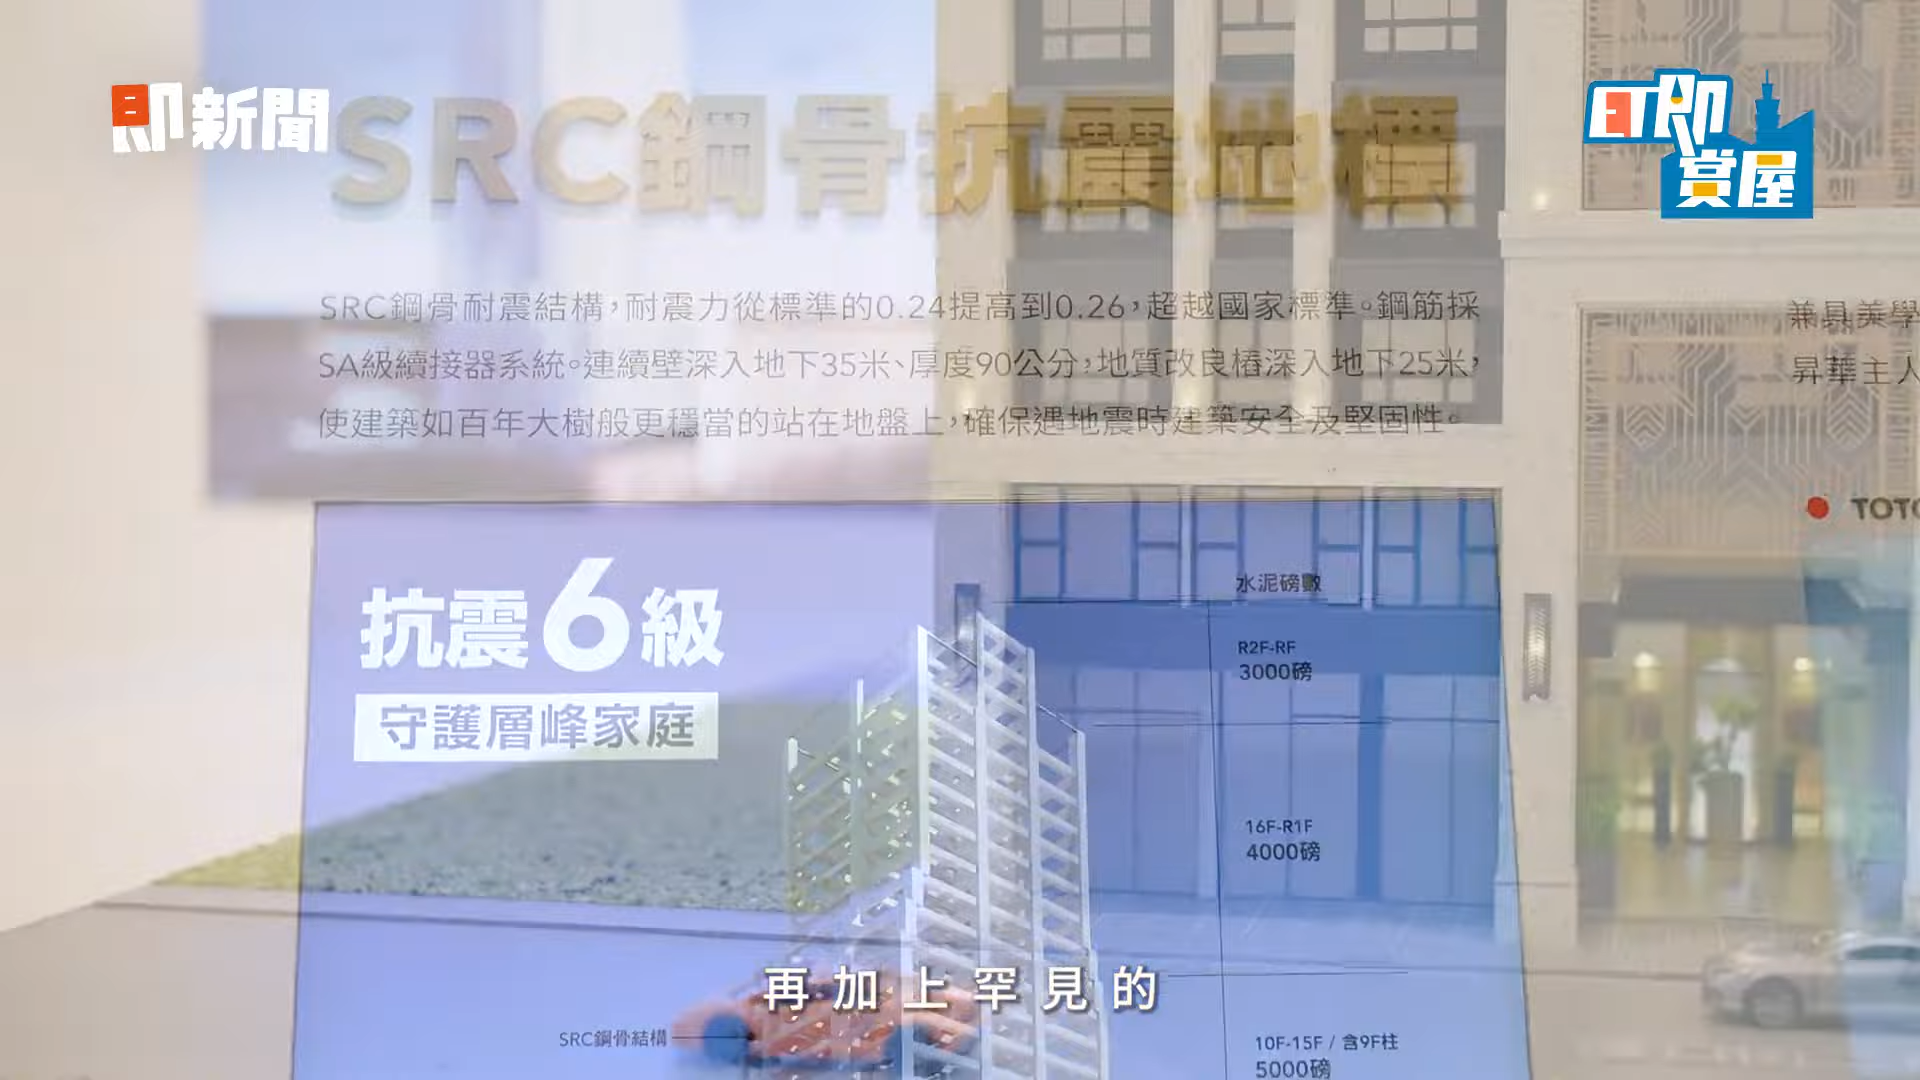 即新聞
ET即
賞屋
SRC鋼骨抗震地標
SRC鋼骨耐震結構,耐震力從標準的0.24提高到0.26,超越國家標準。鋼筋採
SA級續接器系統。連續壁深入地下35米、厚度90公分,地質改良樁深入地下25米,
使建築如百年大樹般更穩當的站在地盤上,確保遇地震時建築安全及堅固性。
兼具美學
昇華主人
TOTO
抗震6級
守護層峰家庭
水泥磅數
R2F-RF
3000磅
16F-R1F
4000磅
10F-15F / 含9F柱
5000磅
SRC鋼骨結構
再加上罕見的